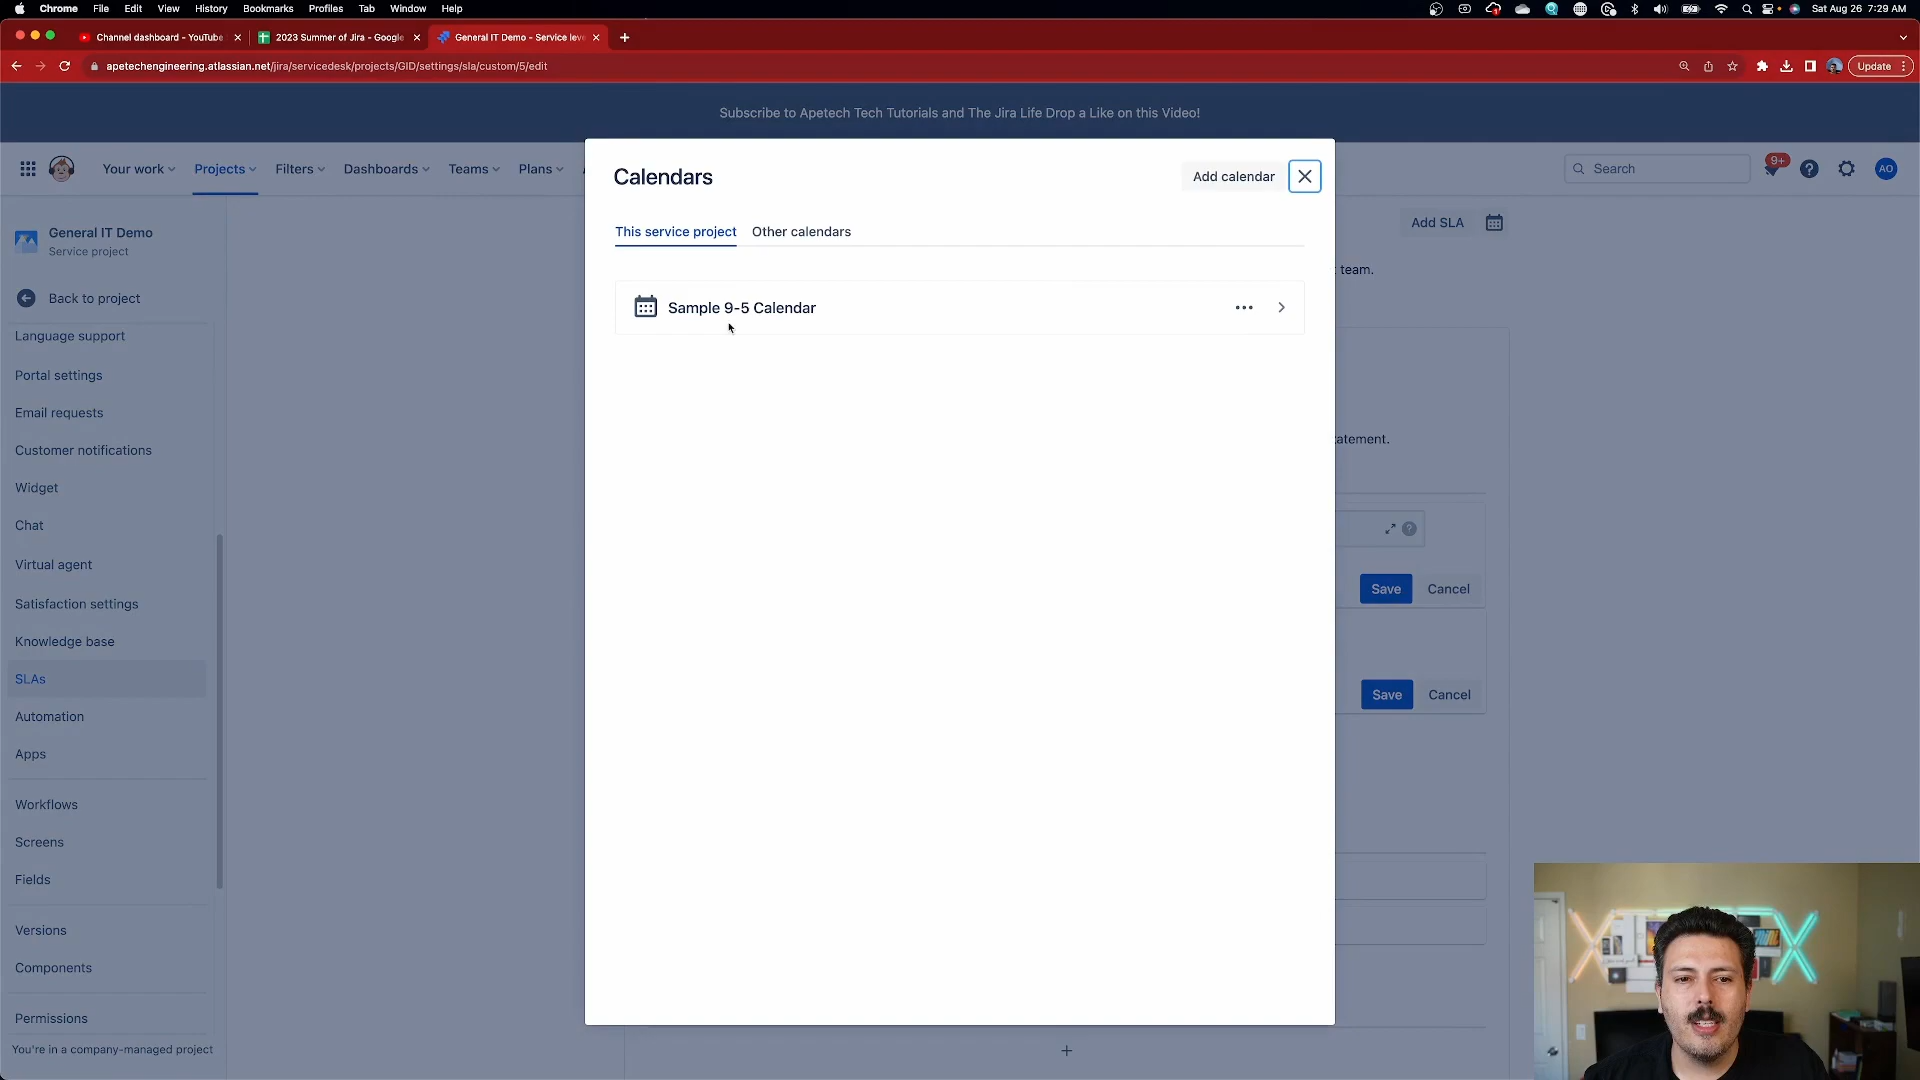 Chrome File Edit View History Bookmarks Profiles Tab Window Help
Sat Aug 26 7:29 AM
Channel dashboard - YouTube
2023 Summer of Jira - Google
General IT Demo - Service leve
apetechengineering.atlassian.net/jira/servicedesk/projects/GID/settings/sla/custom/5/edit
Update
Subscribe to Apetech Tech Tutorials and The Jira Life Drop a Like on this Video!
Your work Projects Filters Dashboards Teams Plans
Search
9+
AO
General IT Demo
Service project
Back to project
Language support
Portal settings
Email requests
Customer notifications
Widget
Chat
Virtual agent
Satisfaction settings
Knowledge base
SLAs
Automation
Apps
Workflows
Screens
Fields
Versions
Components
Permissions
You're in a company-managed project
Calendars
Add calendar
This service project Other calendars
Sample 9-5 Calendar
Add SLA
team.
atement.
Save Cancel
Save Cancel